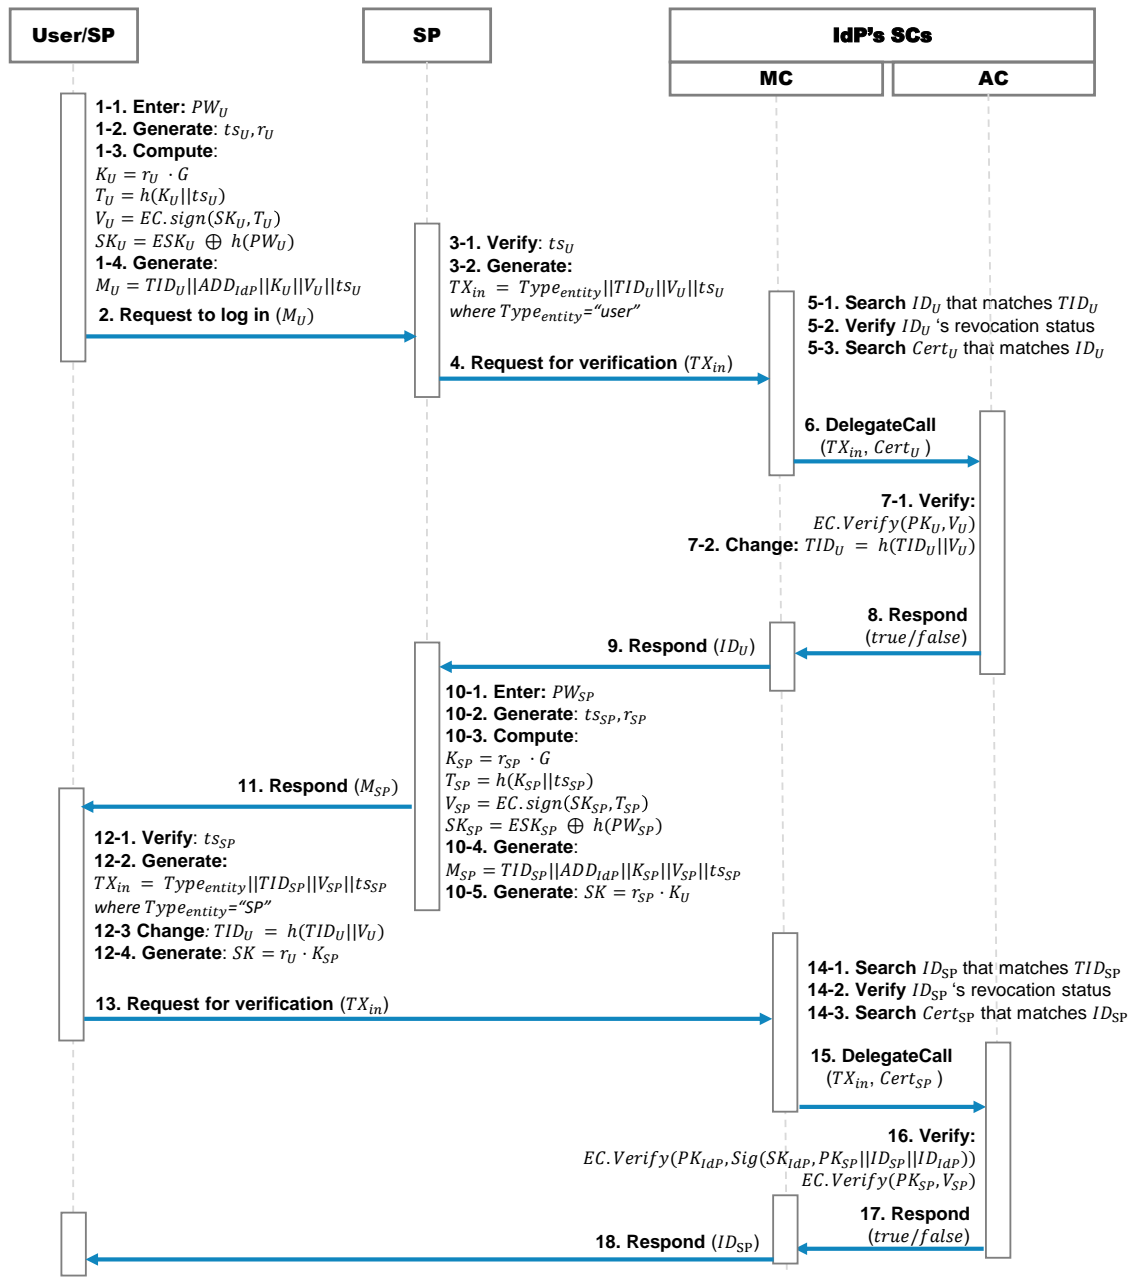 User/SP
SP
IdP's SCs
MC
AC
1-1. Enter: PW_U
1-2. Generate: ts_U, r_U
1-3. Compute:
K_U = r_U · G
T_U = h(K_U||ts_U)
V_U = EC.sign(SK_U, T_U)
SK_U = ESK_U ⊕ h(PW_U)
1-4. Generate:
M_U = TID_U||ADD_IdP||K_U||V_U||ts_U
2. Request to log in (M_U)
3-1. Verify: ts_U
3-2. Generate:
TX_in = Type_entity||TID_U||V_U||ts_U
where Type_entity="user"
4. Request for verification (TX_in)
5-1. Search ID_U that matches TID_U
5-2. Verify ID_U 's revocation status
5-3. Search Cert_U that matches ID_U
6. DelegateCall
(TX_in, Cert_U )
7-1. Verify:
EC.Verify(PK_U, V_U)
7-2. Change: TID_U = h(TID_U||V_U)
8. Respond
(true/false)
9. Respond (ID_U)
10-1. Enter: PW_SP
10-2. Generate: ts_SP, r_SP
10-3. Compute:
K_SP = r_SP · G
T_SP = h(K_SP||ts_SP)
V_SP = EC.sign(SK_SP, T_SP)
SK_SP = ESK_SP ⊕ h(PW_SP)
10-4. Generate:
M_SP = TID_SP||ADD_IdP||K_SP||V_SP||ts_SP
10-5. Generate: SK = r_SP · K_U
11. Respond (M_SP)
12-1. Verify: ts_SP
12-2. Generate:
TX_in = Type_entity||TID_SP||V_SP||ts_SP
where Type_entity="SP"
12-3 Change: TID_U = h(TID_U||V_U)
12-4. Generate: SK = r_U · K_SP
13. Request for verification (TX_in)
14-1. Search ID_SP that matches TID_SP
14-2. Verify ID_SP 's revocation status
14-3. Search Cert_SP that matches ID_SP
15. DelegateCall
(TX_in, Cert_SP )
16. Verify:
EC.Verify(PK_IdP, Sig(SK_IdP, PK_SP||ID_SP||ID_IdP))
EC.Verify(PK_SP, V_SP)
17. Respond
(true/false)
18. Respond (ID_SP)